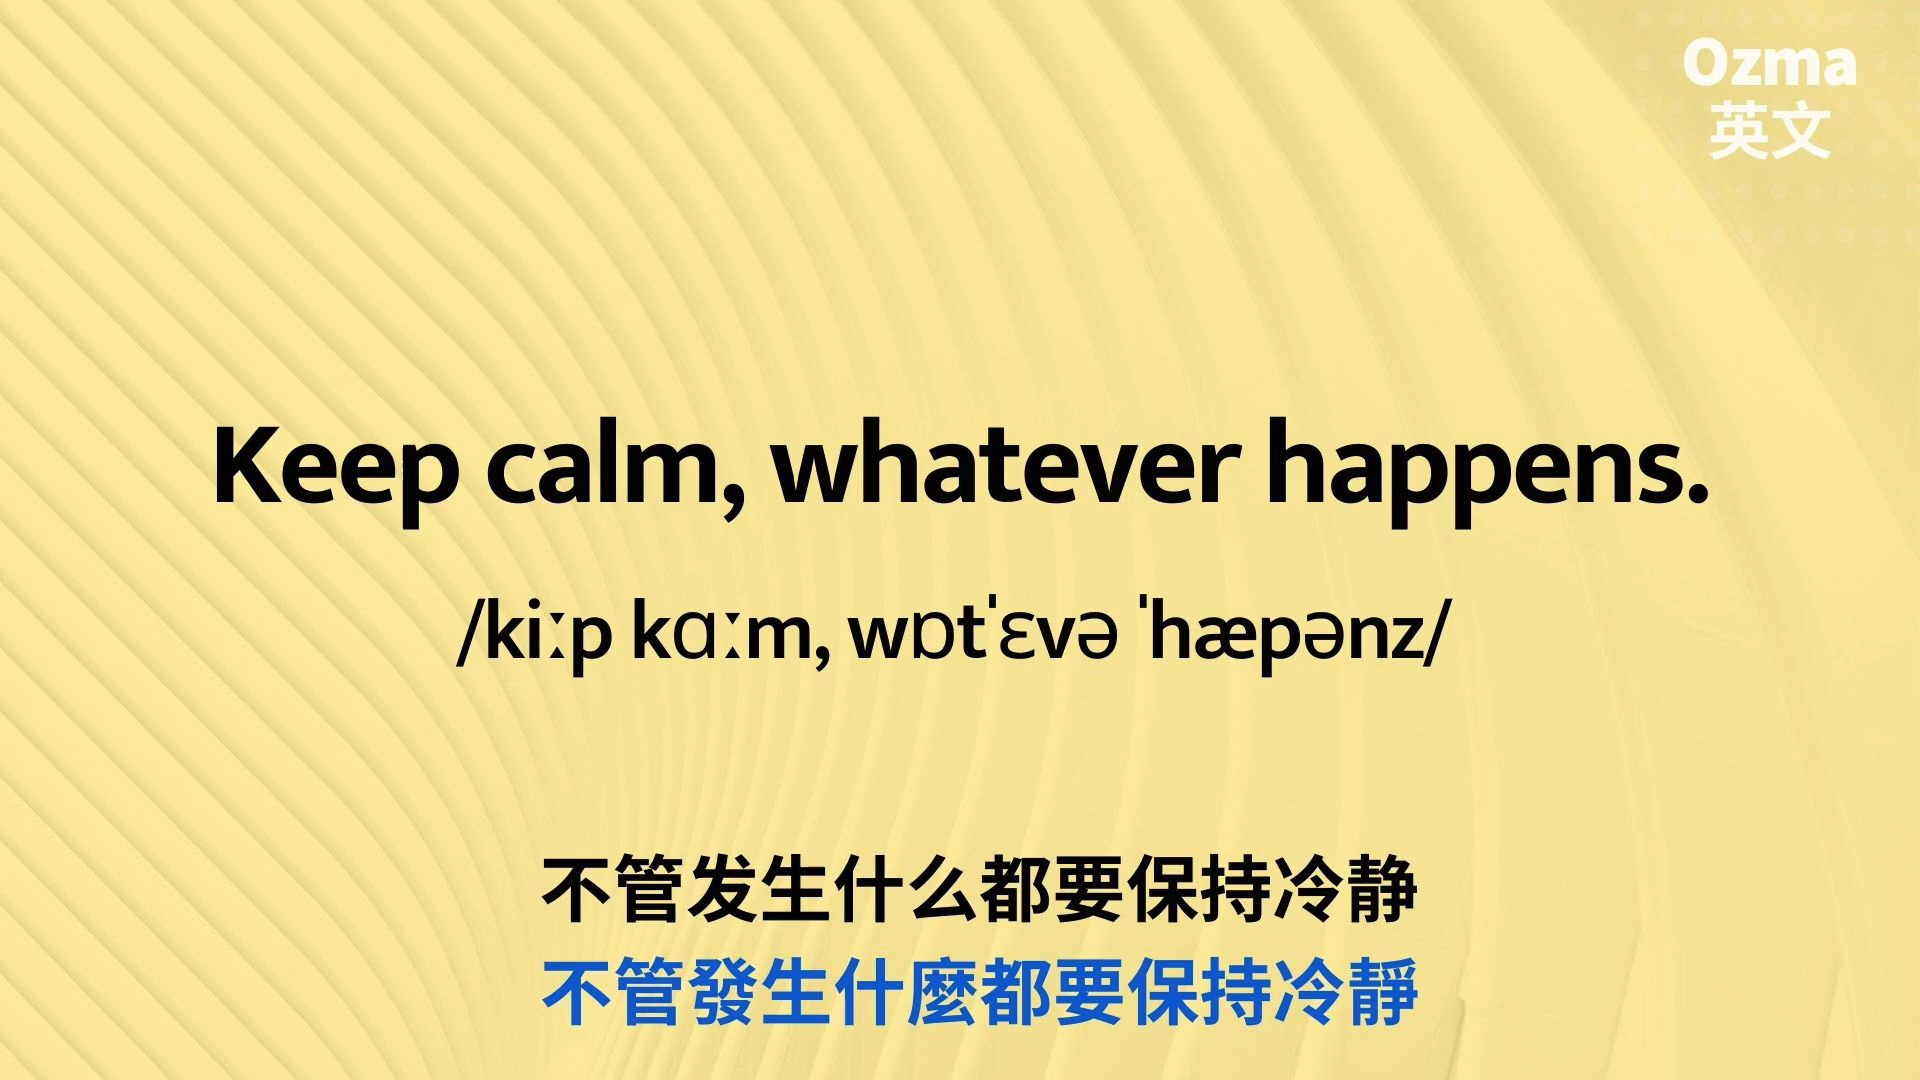 Ozma
英文
Keep calm, whatever happens.
/kiːp kɑːm, wɒtˈɛvə ˈhæpənz/
不管发生什么都要保持冷静
不管發生什麼都要保持冷靜